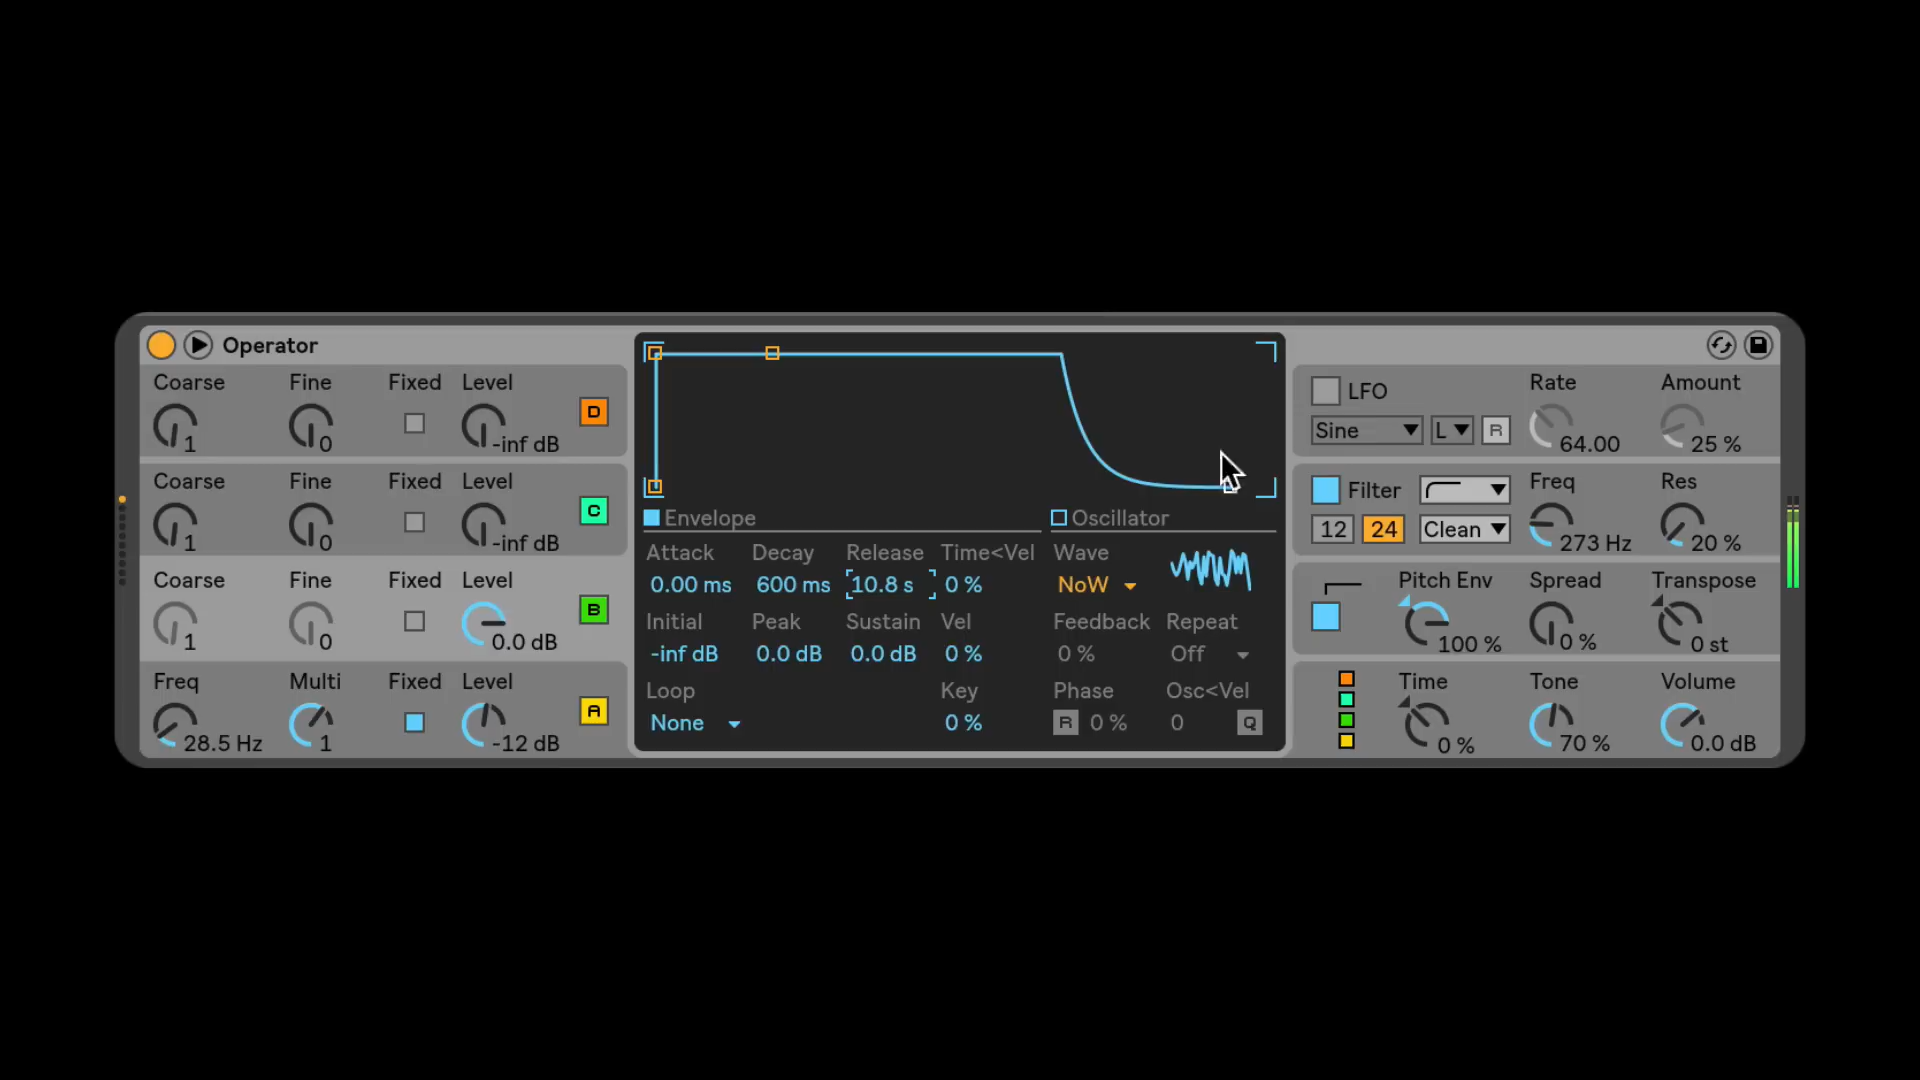 Operator
Coarse Fine Fixed Level
1 0 -inf dB D
Coarse Fine Fixed Level
1 0 -inf dB C
Coarse Fine Fixed Level
1 0 0.0 dB B
Freq Multi Fixed Level
28.5 Hz 1 -12 dB A
Envelope Oscillator
Attack Decay Release Time<Vel Wave
0.00 ms 600 ms 10.8 s 0 % NoW
Initial Peak Sustain Vel Feedback Repeat
-inf dB 0.0 dB 0.0 dB 0 % 0 % Off
Loop Key Phase Osc<Vel
None 0 % R 0 % 0 Q
LFO Rate Amount
Sine L R 64.00 25 %
Filter Freq Res
12 24 Clean 273 Hz 20 %
Pitch Env Spread Transpose
100 % 0 % 0 st
Time Tone Volume
0 % 70 % 0.0 dB